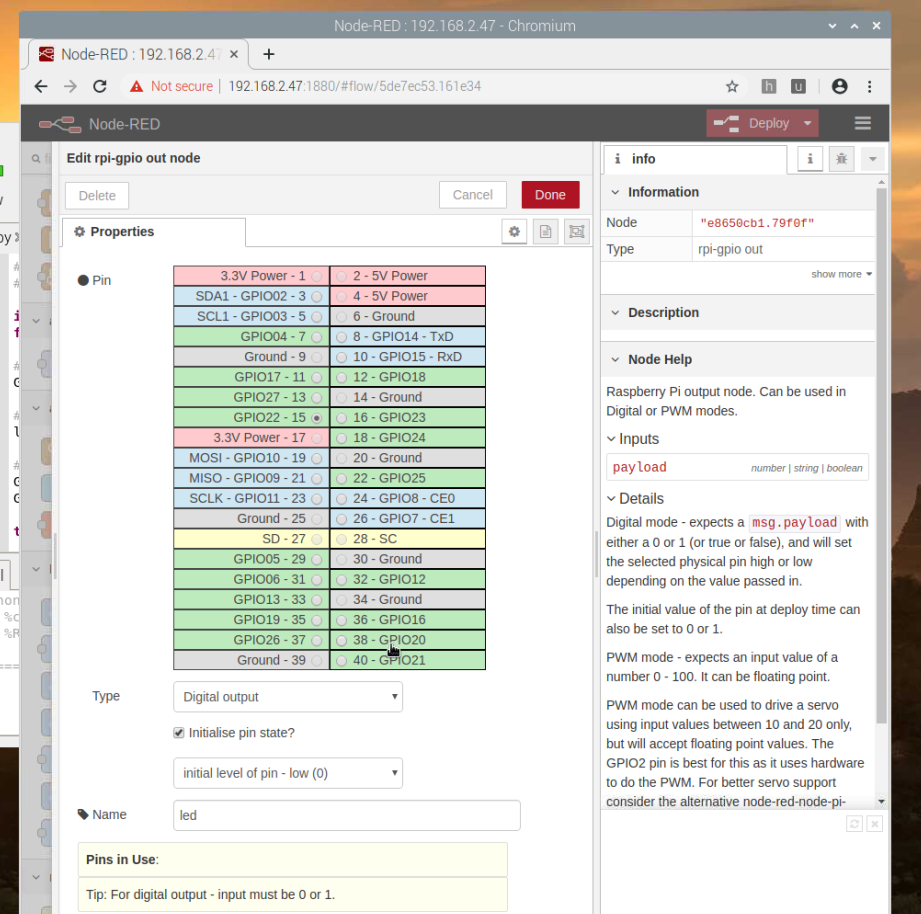 Node-RED : 192.168.2.47 - Chromium
Node-RED : 192.168.2.47
Not secure
192.168.2.47:1880/#flow/5de7ec53.161e34
h
u
Node-RED
Deploy
Edit rpi-gpio out node
Delete
Cancel
Done
Properties
Pin
3.3V Power - 1 2 - 5V Power
SDA1 - GPIO02 - 3 4 - 5V Power
SCL1 - GPIO03 - 5 6 - Ground
GPIO04 - 7 8 - GPIO14 - TxD
Ground - 9 10 - GPIO15 - RxD
GPIO17 - 11 12 - GPIO18
GPIO27 - 13 14 - Ground
GPIO22 - 15 16 - GPIO23
3.3V Power - 17 18 - GPIO24
MOSI - GPIO10 - 19 20 - Ground
MISO - GPIO09 - 21 22 - GPIO25
SCLK - GPIO11 - 23 24 - GPIO8 - CE0
Ground - 25 26 - GPIO7 - CE1
SD - 27 28 - SC
GPIO05 - 29 30 - Ground
GPIO06 - 31 32 - GPIO12
GPIO13 - 33 34 - Ground
GPIO19 - 35 36 - GPIO16
GPIO26 - 37 38 - GPIO20
Ground - 39 40 - GPIO21
Type
Digital output
Initialise pin state?
initial level of pin - low (0)
Name
led
Pins in Use:
Tip: For digital output - input must be 0 or 1.
i info
i
Information
Node "e8650cb1.79f0f"
Type rpi-gpio out
show more
Description
Node Help
Raspberry Pi output node. Can be used in
Digital or PWM modes.
Inputs
payload number | string | boolean
Details
Digital mode - expects a msg.payload with
either a 0 or 1 (or true or false), and will set
the selected physical pin high or low
depending on the value passed in.
The initial value of the pin at deploy time can
also be set to 0 or 1.
PWM mode - expects an input value of a
number 0 - 100. It can be floating point.
PWM mode can be used to drive a servo
using input values between 10 and 20 only,
but will accept floating point values. The
GPIO2 pin is best for this as it uses hardware
to do the PWM. For better servo support
consider the alternative node-red-node-pi-